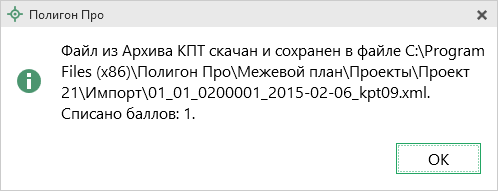 Полигон Про
Файл из Архива КПТ скачан и сохранен в файле C:\Program
Files (x86)\Полигон Про\Межевой план\Проекты\Проект
21\Импорт\01_01_0200001_2015-02-06_kpt09.xml.
Списано баллов: 1.
ОК